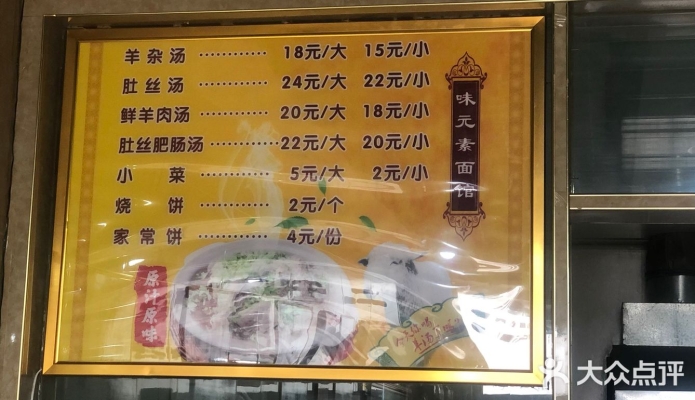 羊杂汤 ………… 18元/大 15元/小
肚丝汤 ………… 24元/大 22元/小
鲜羊肉汤 ………… 20元/大 18元/小
肚丝肥肠汤 ………… 22元/大 20元/小
小菜 ………… 5元/大 2元/小
烧饼 ………… 2元/个
家常饼 ………… 4元/份
味元素面馆
原汁原味
大众点评